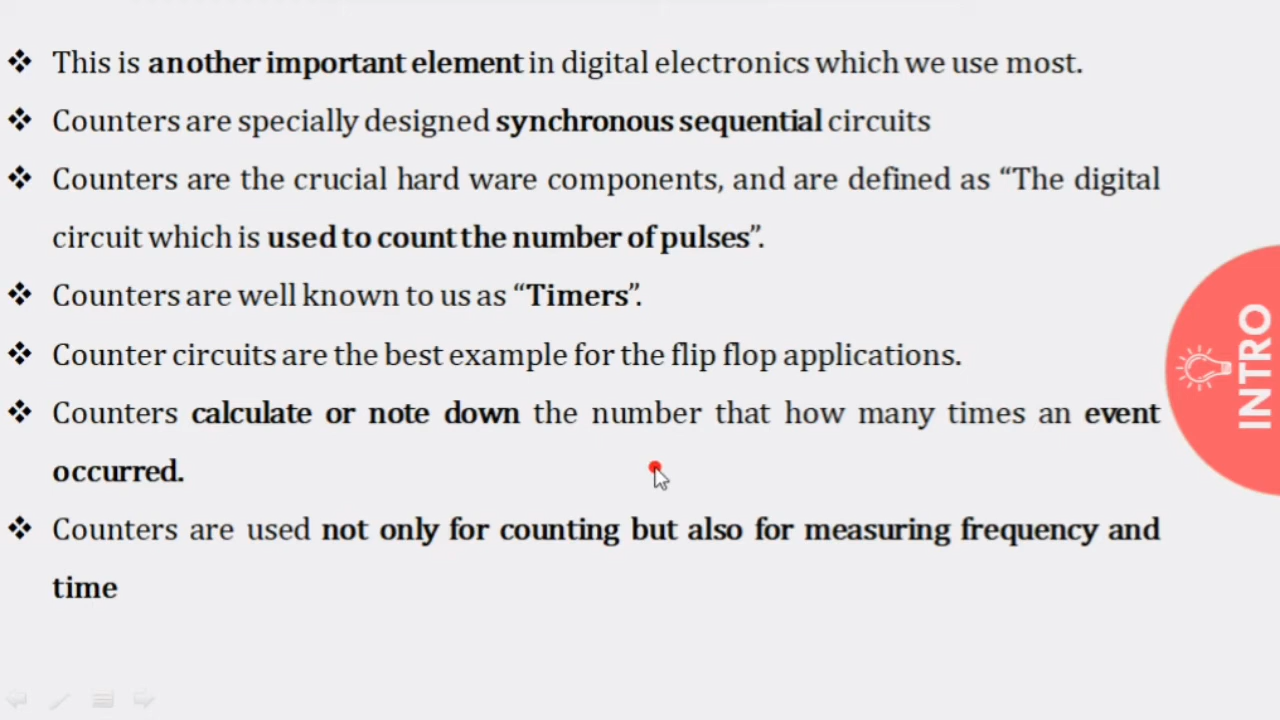 This is another important element in digital electronics which we use most.
Counters are specially designed synchronous sequential circuits
Counters are the crucial hard ware components, and are defined as “The digital
circuit which is used to count the number of pulses”.
Counters are well known to us as “Timers”.
Counter circuits are the best example for the flip flop applications.
Counters calculate or note down the number that how many times an event
occurred.
Counters are used not only for counting but also for measuring frequency and
time
INTRO